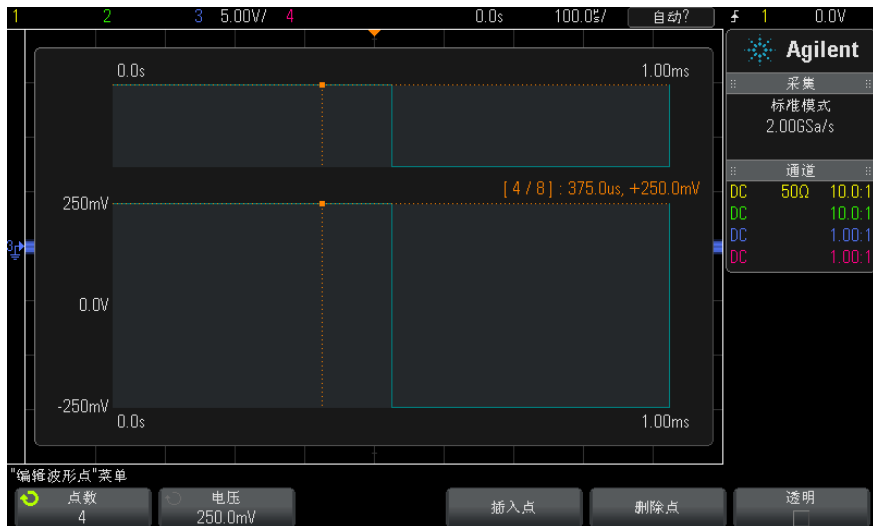 1 2 3 5.00V/ 4 0.0s 100.0㎲/ 自动? 1 0.0V
Agilent
采集
标准模式
2.00GSa/s
通道
DC 50Ω 10.0:1
DC 10.0:1
DC 1.00:1
DC 1.00:1
0.0s 1.00ms
[ 4 / 8 ] : 375.0us, +250.0mV
250mV
3
0.0V
-250mV
0.0s 1.00ms
"编辑波形点"菜单
点数 电压 插入点 删除点 透明
4 250.0mV